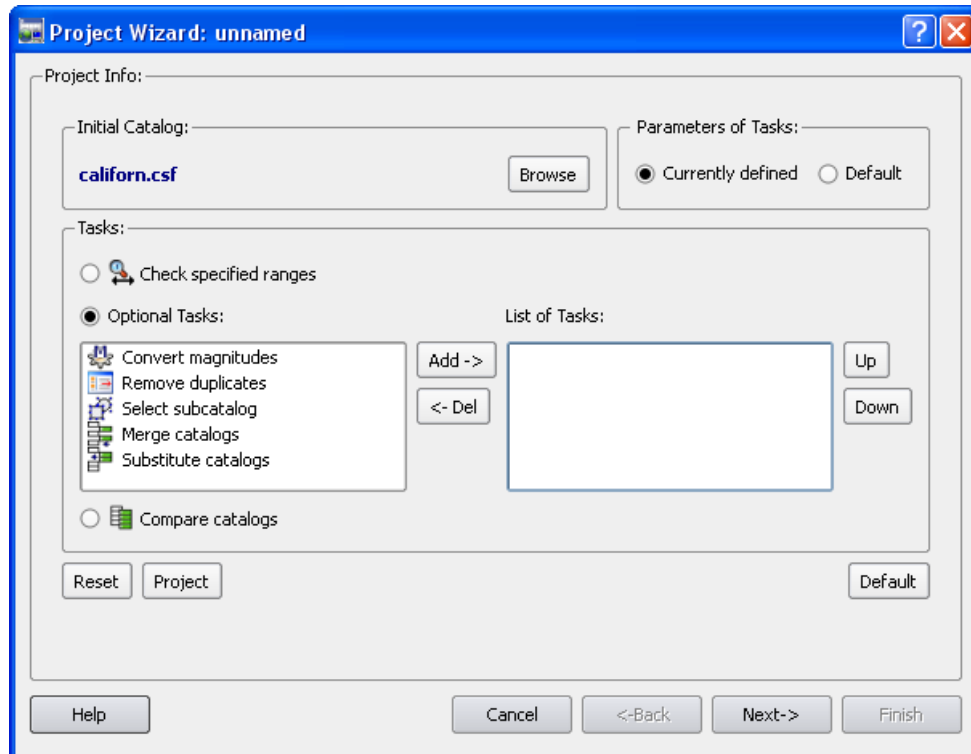 Project Wizard: unnamed
?
Project Info:
Initial Catalog:
Parameters of Tasks:
californ.csf
Browse
Currently defined
Default
Tasks:
Check specified ranges
Optional Tasks:
List of Tasks:
Convert magnitudes
Remove duplicates
Select subcatalog
Merge catalogs
Substitute catalogs
Add ->
<- Del
Up
Down
Compare catalogs
Reset
Project
Default
Help
Cancel
<-Back
Next->
Finish